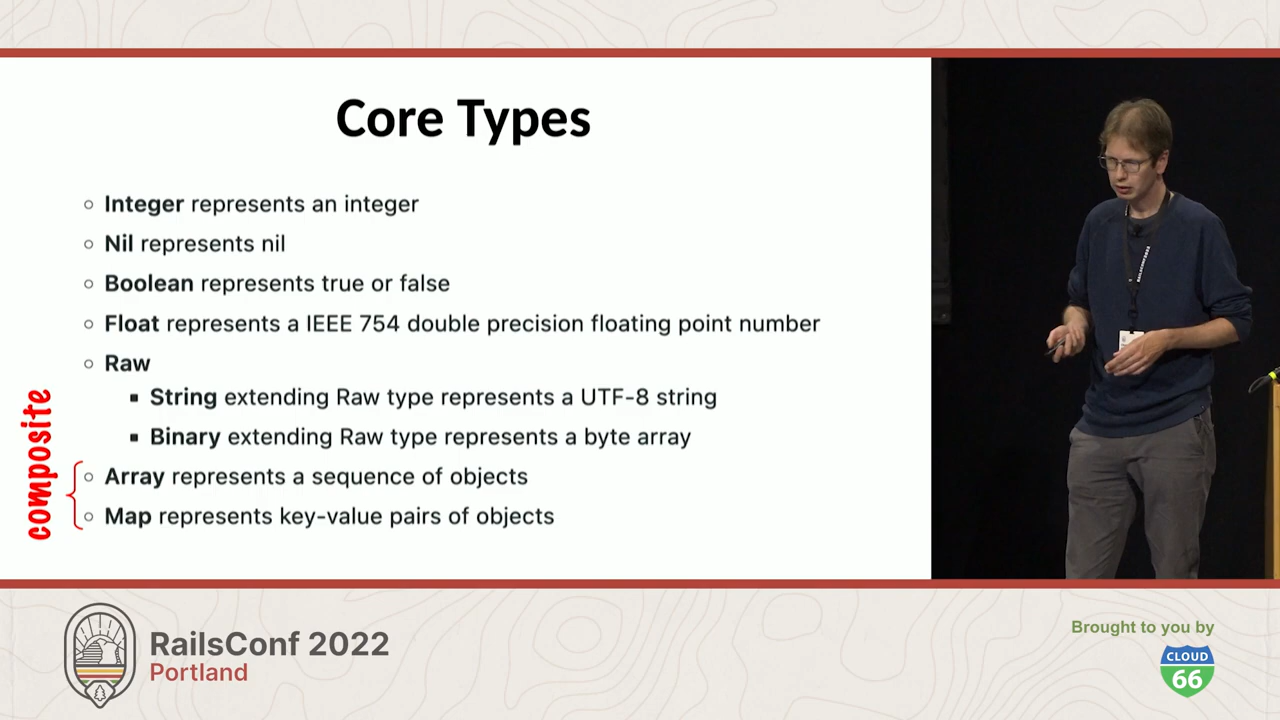 Core Types
Integer represents an integer
Nil represents nil
Boolean represents true or false
Float represents a IEEE 754 double precision floating point number
Raw
String extending Raw type represents a UTF-8 string
Binary extending Raw type represents a byte array
composite
Array represents a sequence of objects
Map represents key-value pairs of objects
RailsConf 2022
Portland
Brought to you by
CLOUD
66